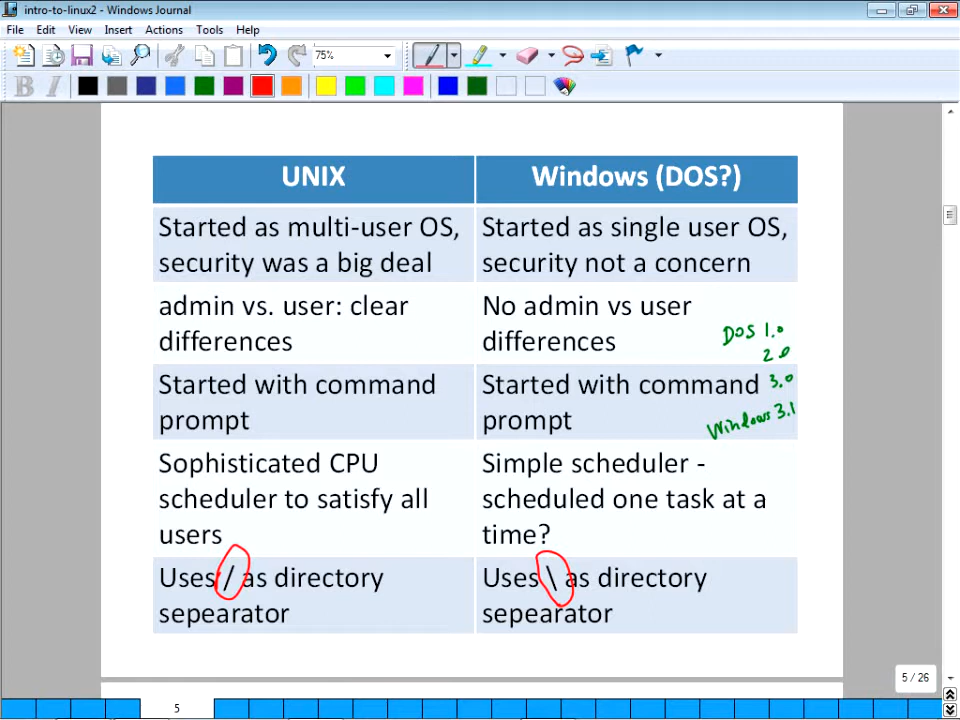 intro-to-linux2 - Windows Journal
File Edit View Insert Actions Tools Help
75%
B I
UNIX
Windows (DOS?)
Started as multi-user OS,
security was a big deal
Started as single user OS,
security not a concern
admin vs. user: clear
differences
No admin vs user
differences
DOS 1.0
2.0
3.0
Windows 3.1
Started with command
prompt
Started with command
prompt
Sophisticated CPU
scheduler to satisfy all
users
Simple scheduler -
scheduled one task at a
time?
Uses / as directory
sepearator
Uses \ as directory
sepearator
5 / 26
5